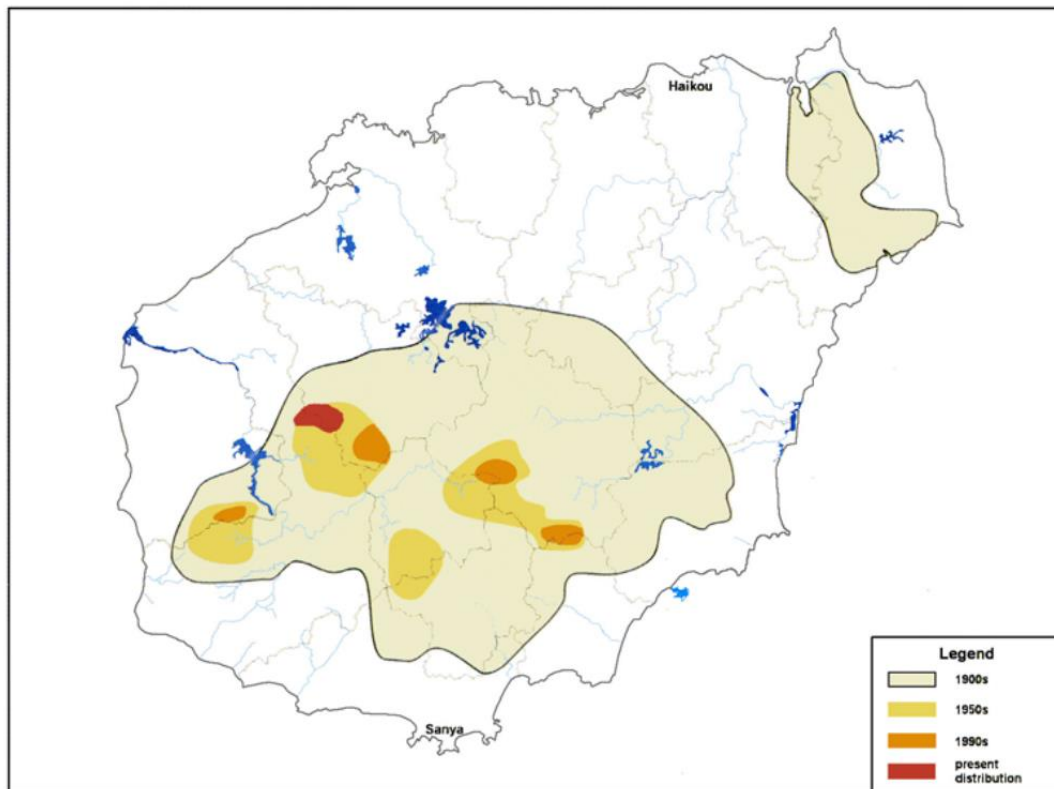 Haikou
Sanya
Legend
1900s
1950s
1990s
present
distribution